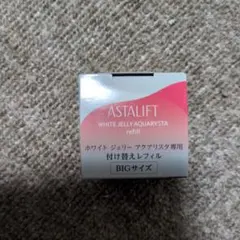 ASTALIFT
WHITE JELLY AQUARYSTA
refill
ホワイト ジェリー アクアリスタ専用
付け替えレフィル
BIGサイズ